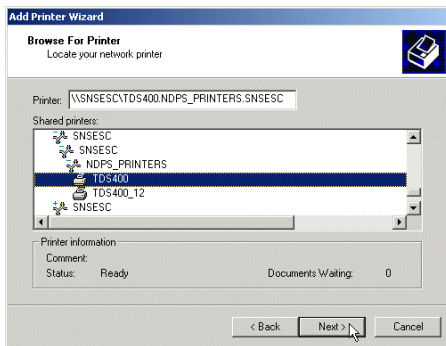 Add Printer Wizard
Browse For Printer
Locate your network printer
Printer: \\SNSESC\TDS400.NDPS_PRINTERS.SNSESC
Shared printers:
SNSESC
SNSESC
NDPS_PRINTERS
TDS400
TDS400_12
SNSESC
Printer information
Comment:
Status: Ready Documents Waiting: 0
< Back Next > Cancel